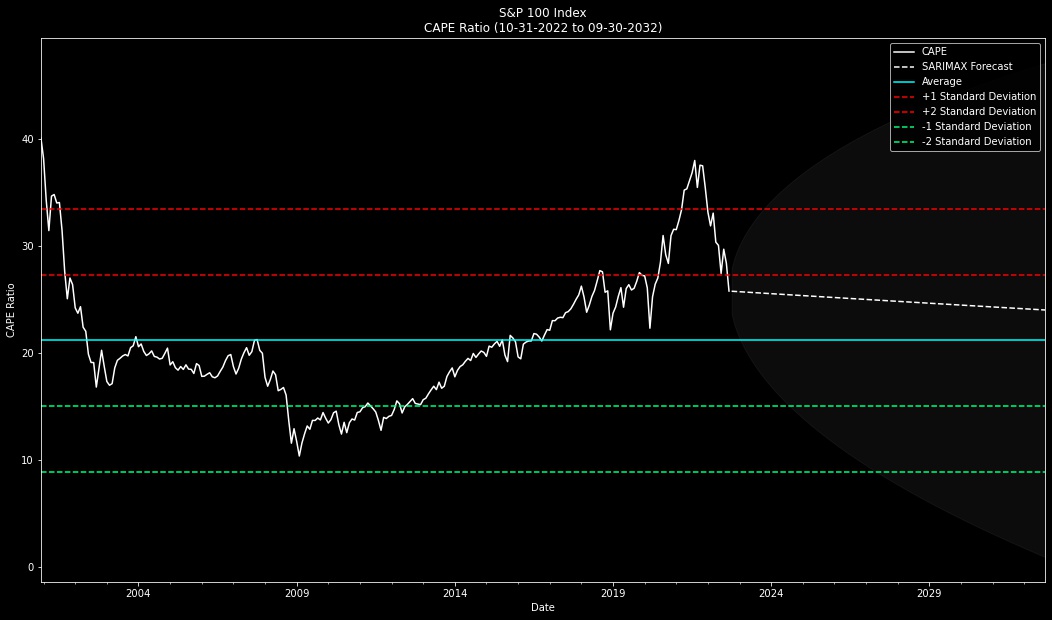 S&P 100 Index
CAPE Ratio (10-31-2022 to 09-30-2032)
CAPE
SARIMAX Forecast
Average
+1 Standard Deviation
+2 Standard Deviation
-1 Standard Deviation
-2 Standard Deviation
CAPE Ratio
40
30
20
10
0
2004
2009
2014
2019
2024
2029
Date